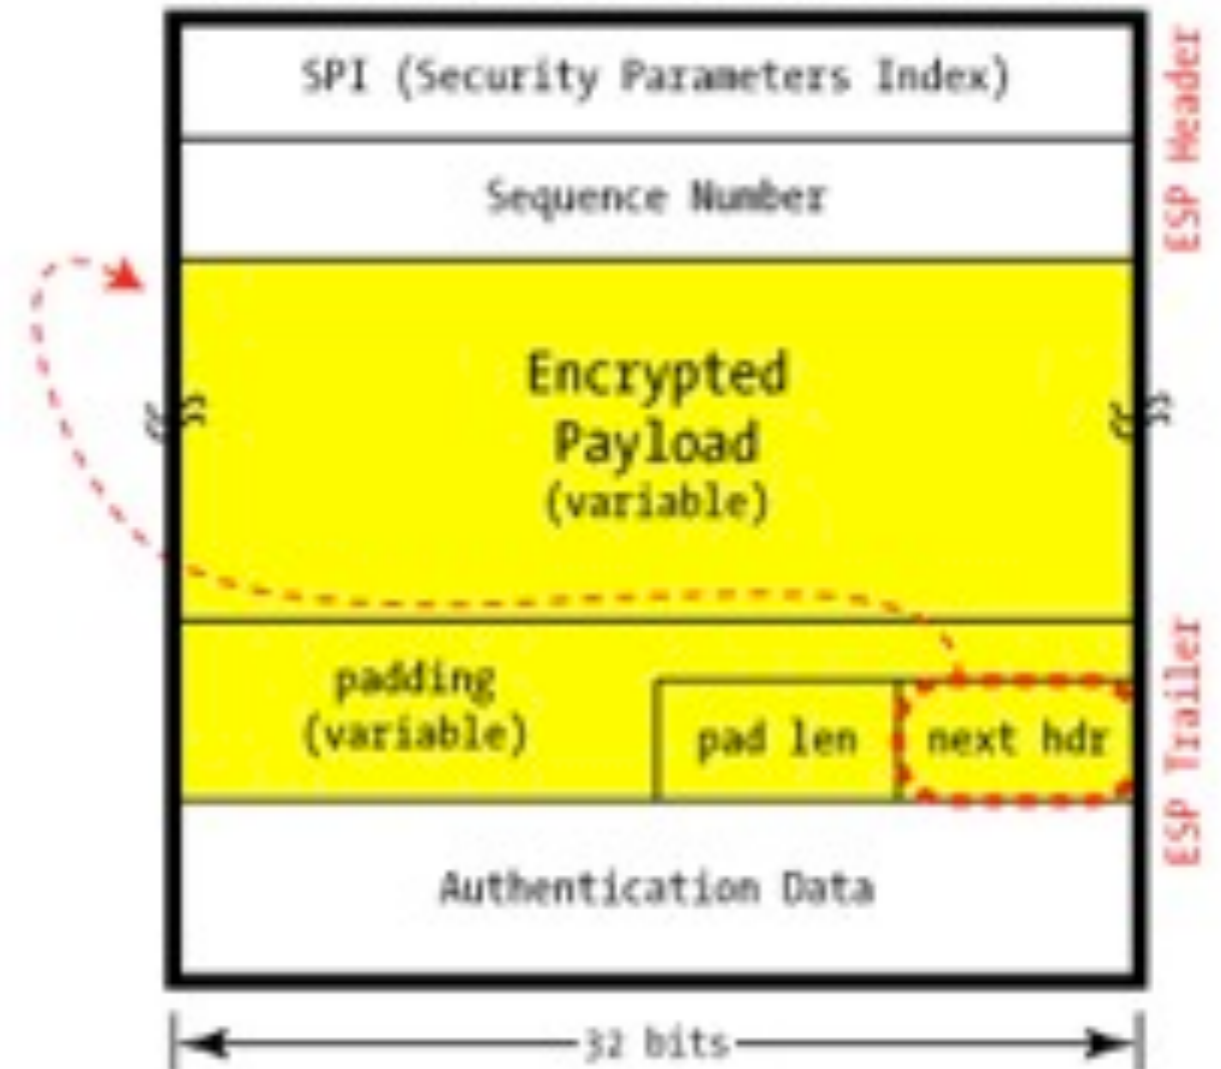 SPI (Security Parameters Index)
ESP Header
Sequence Number
Encrypted
Payload
(variable)
padding
(variable)
pad len
next hdr
ESP Trailer
Authentication Data
32 bits